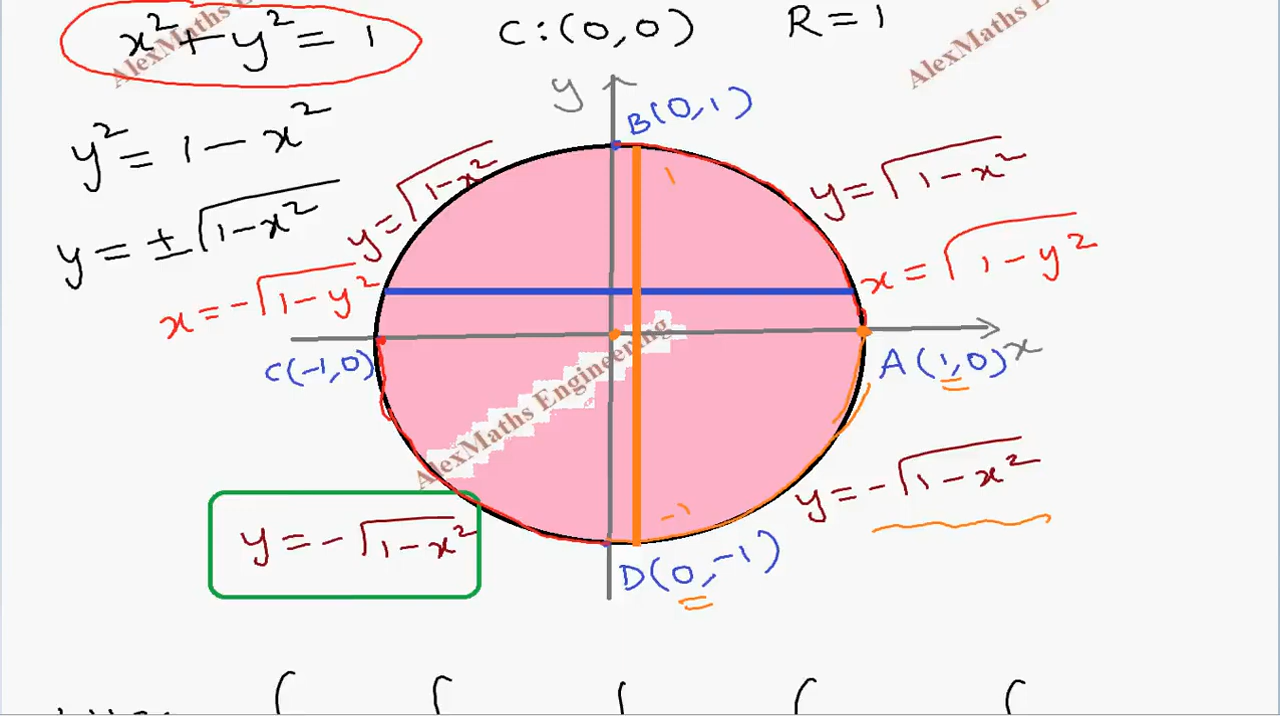 x² + y² = 1
C:(0,0)
R = 1
AlexMaths Engineering
AlexMaths
y
B(0,1)
y² = 1 - x²
y = ±√1-x²
y = √1-x²
1
y = √1-x²
x = -√1-y²
x = √1-y²
C(-1,0)
A(1,0)
x
AlexMaths Engineering
y = -√1-x²
-1
y = -√1-x²
D(0,-1)